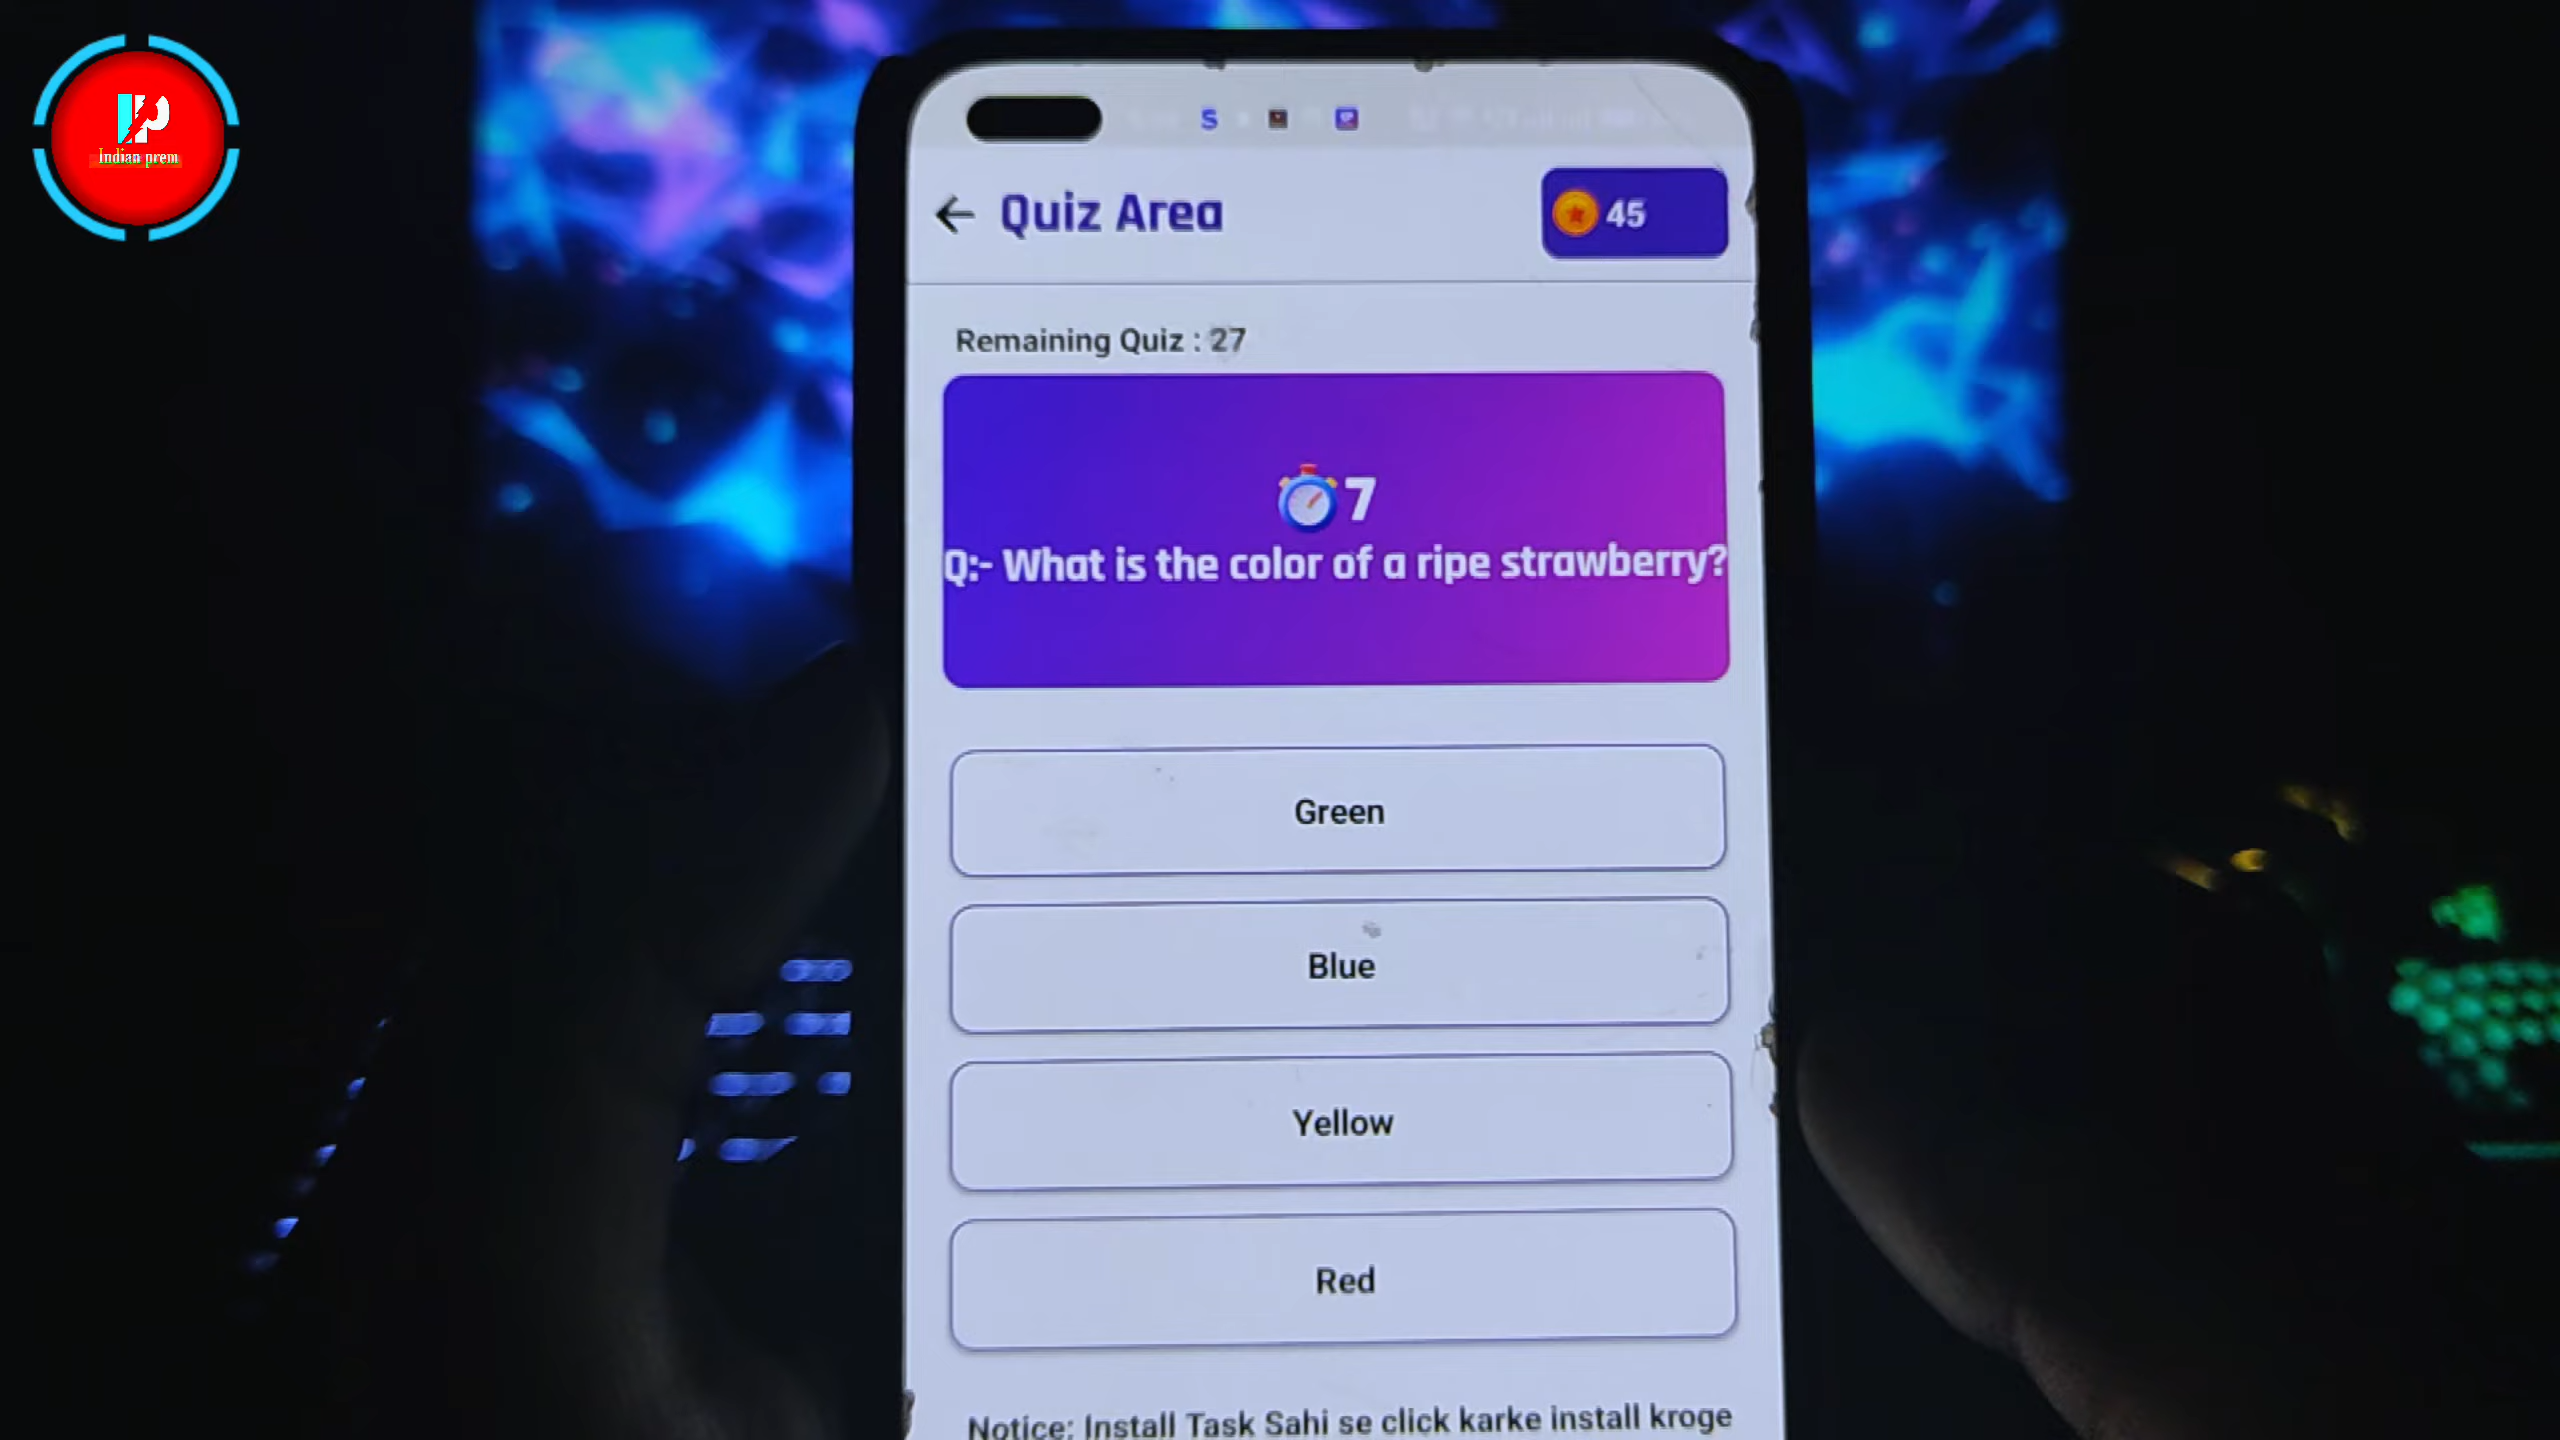 IP
Indian prem
S
Quiz Area
45
Remaining Quiz : 27
7
Q:- What is the color of a ripe strawberry?
Green
Blue
Yellow
Red
Notice: Install Task Sahi se click karke install kroge